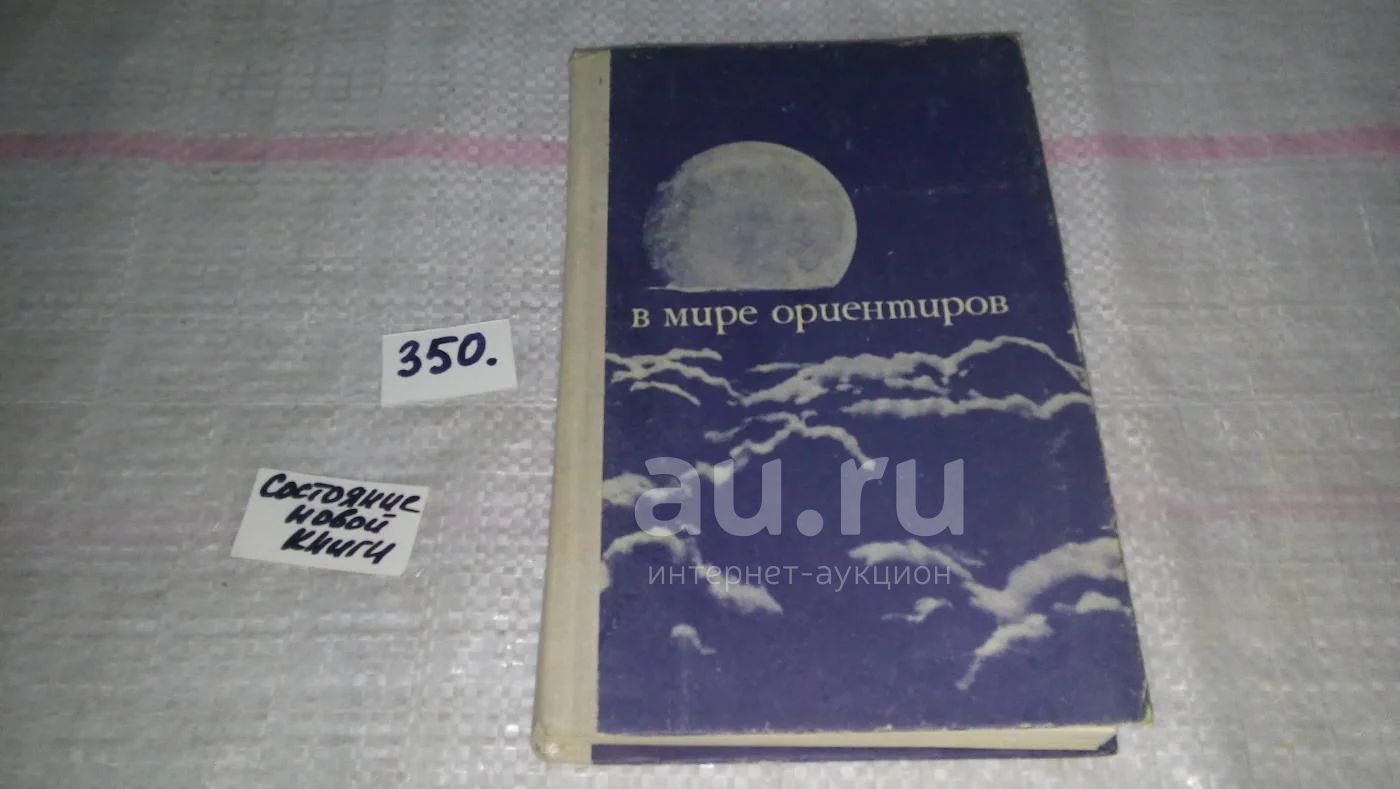 в мире ориентиров
350.
Состояние
новой
книги
au.ru
интернет-аукцион